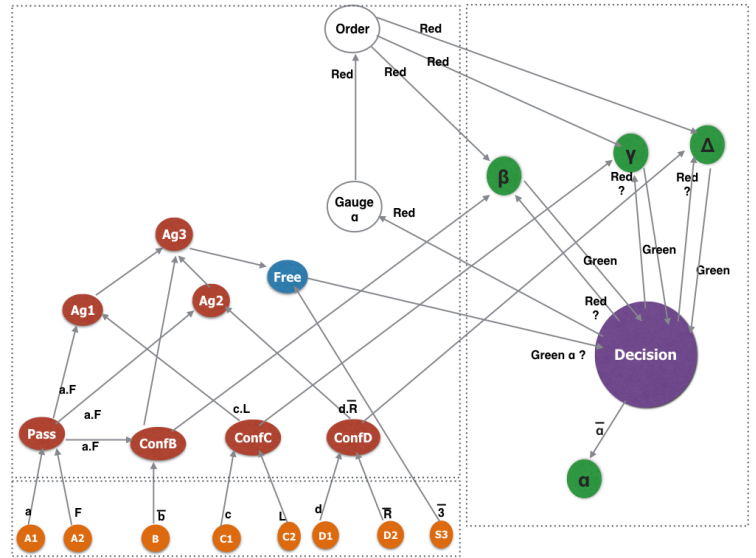 Order
Red
Red
Red
Red
β
γ
Δ
Red
?
Red
?
Gauge
α
Red
Ag3
Free
Green
Green
Green
Ag1
Ag2
Red
?
Green α ?
Decision
a.F
a.F
a.F
c.L
d.R̅
α̅
Pass
ConfB
ConfC
ConfD
α
a
F
b̅
c
L
d
R̅
3̅
A1
A2
B
C1
C2
D1
D2
S3